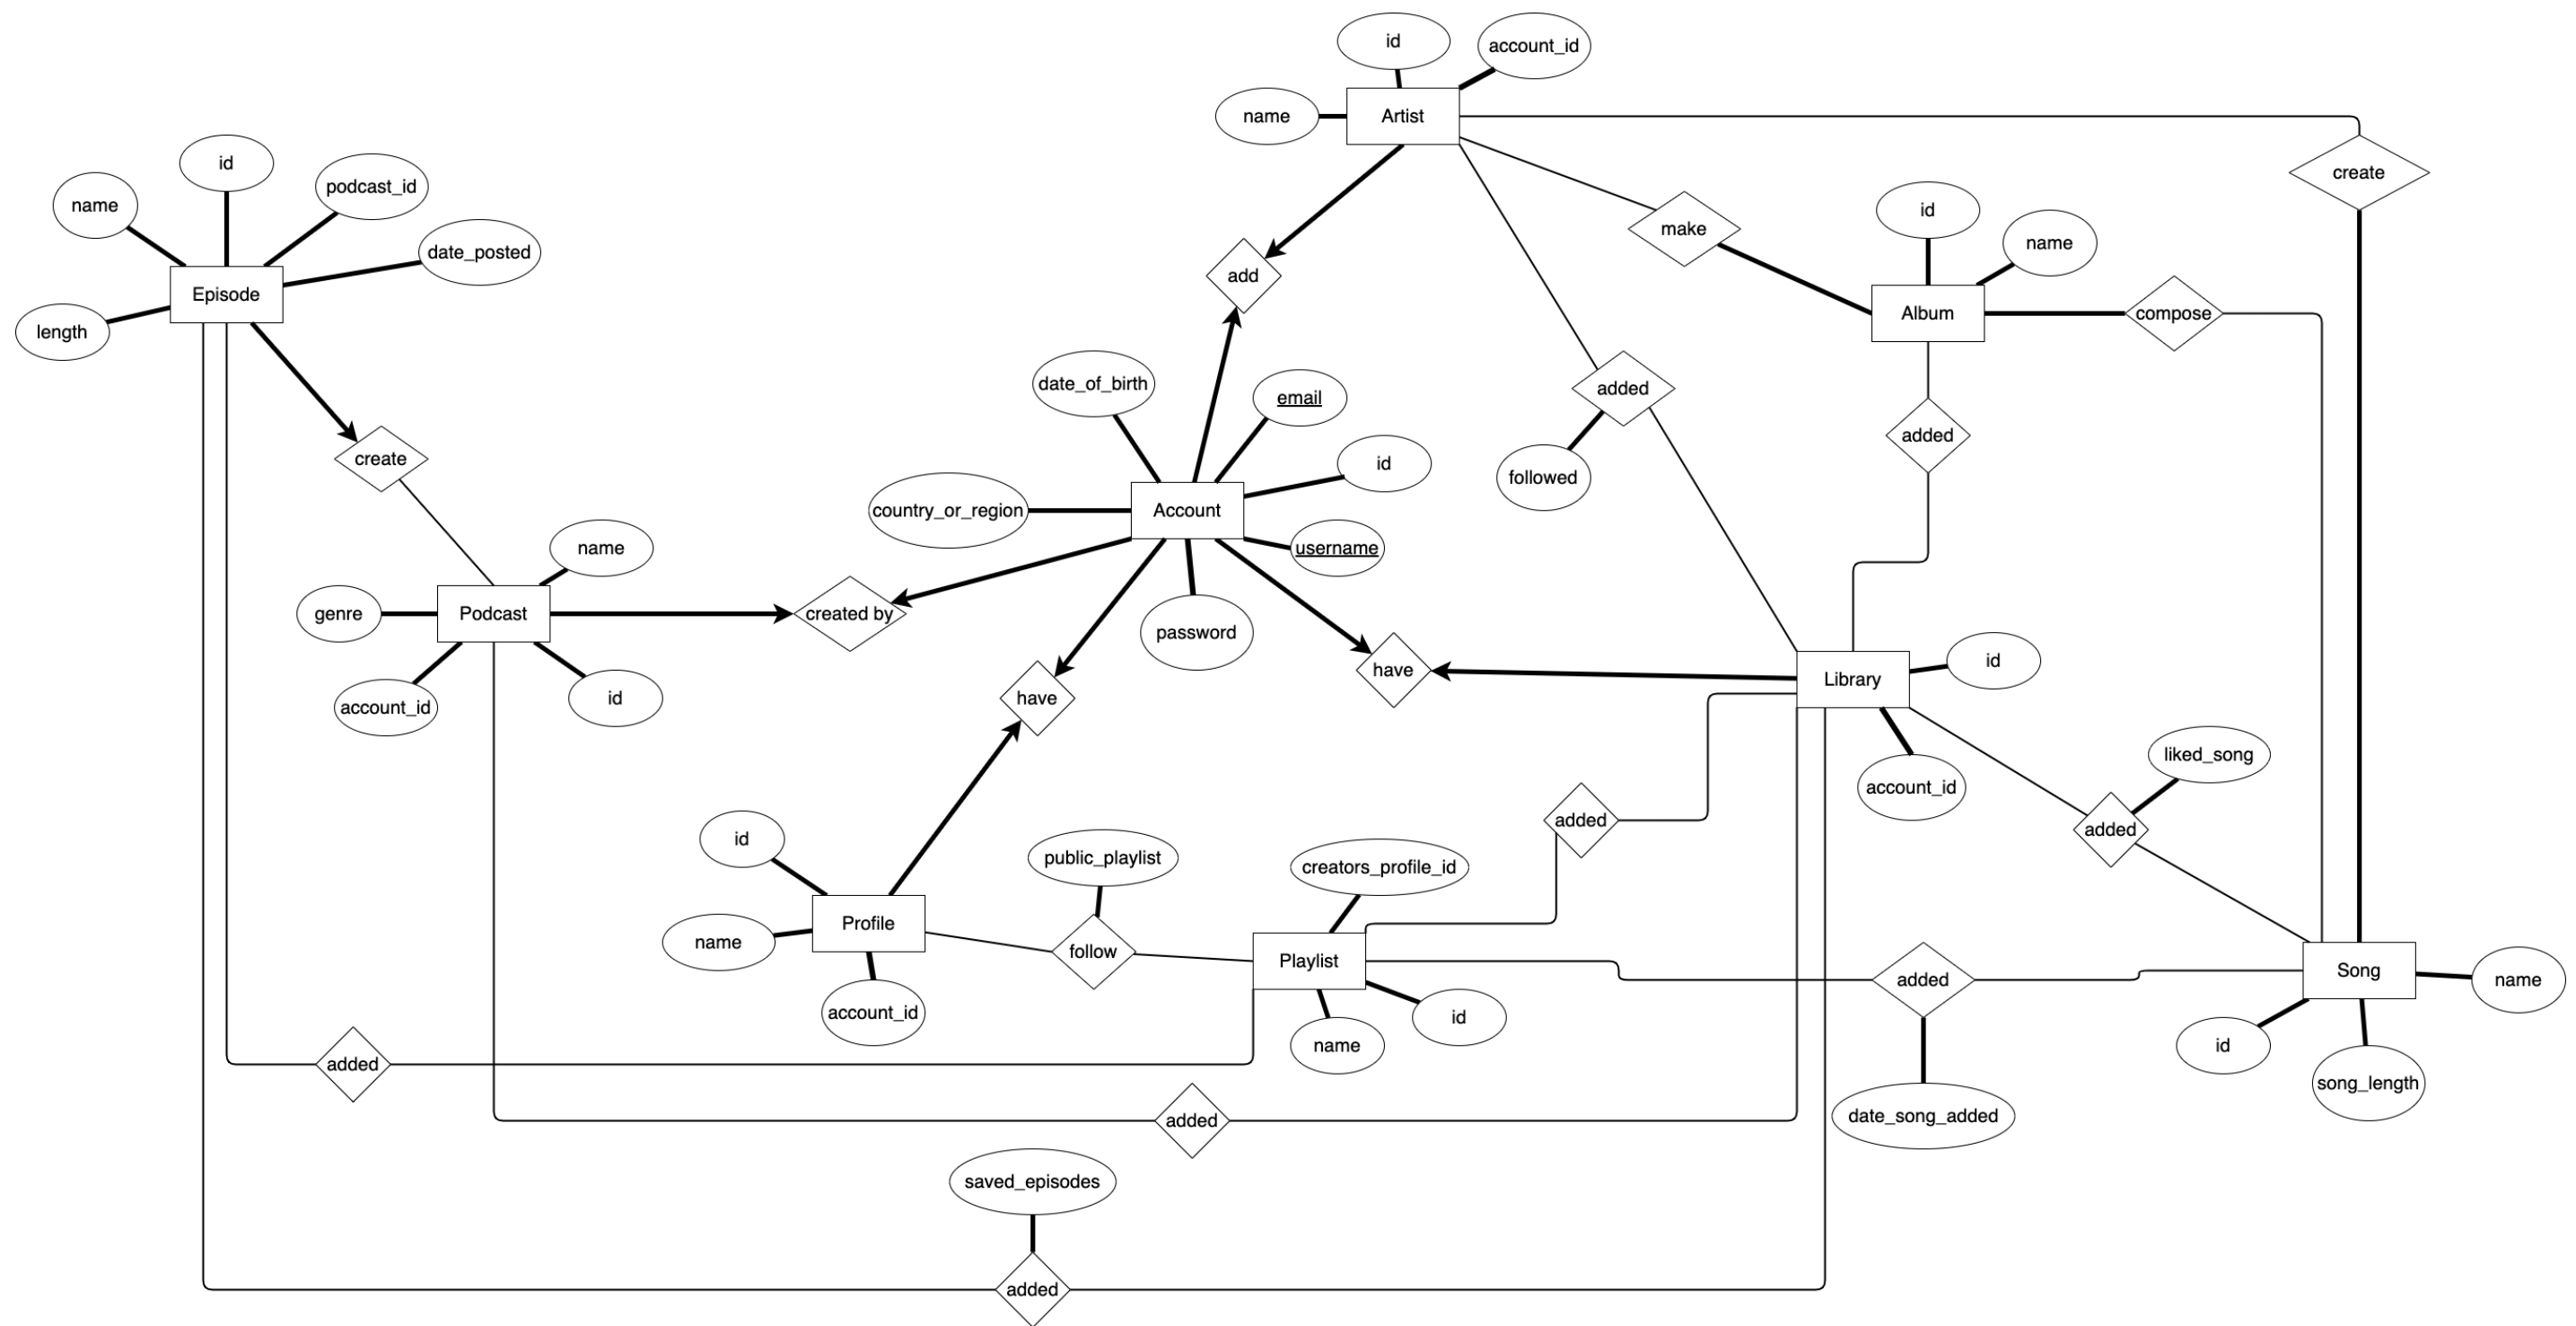 id
account_id
name
Artist
create
id
name
podcast_id
date_posted
Episode
length
make
id
name
Album
compose
add
added
followed
added
create
date_of_birth
email
country_or_region
Account
id
username
password
name
genre
Podcast
created by
account_id
id
have
have
Library
id
account_id
liked_song
added
added
id
name
Profile
account_id
public_playlist
follow
creators_profile_id
Playlist
name
id
added
date_song_added
Song
name
id
song_length
added
added
saved_episodes
added